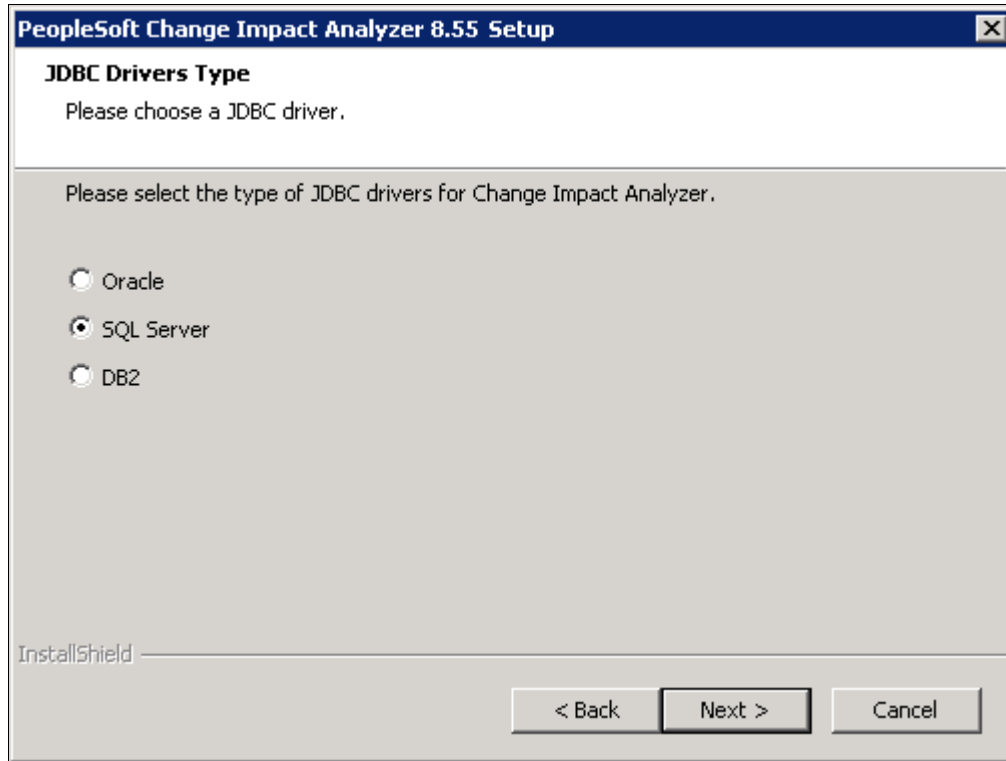 PeopleSoft Change Impact Analyzer 8.55 Setup
JDBC Drivers Type
Please choose a JDBC driver.
Please select the type of JDBC drivers for Change Impact Analyzer.
Oracle
SQL Server
DB2
InstallShield
< Back Next > Cancel